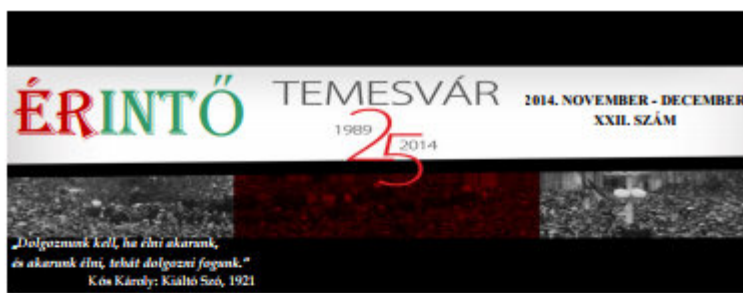 ÉRINTŐ
TEMESVÁR
1989 25 2014
2014. NOVEMBER - DECEMBER
XXII. SZÁM
„Dolgoznunk kell, ha élni akarunk,
és akarunk élni, tehát dolgozni fogunk."
Kós Károly: Kiáltó Szó, 1921